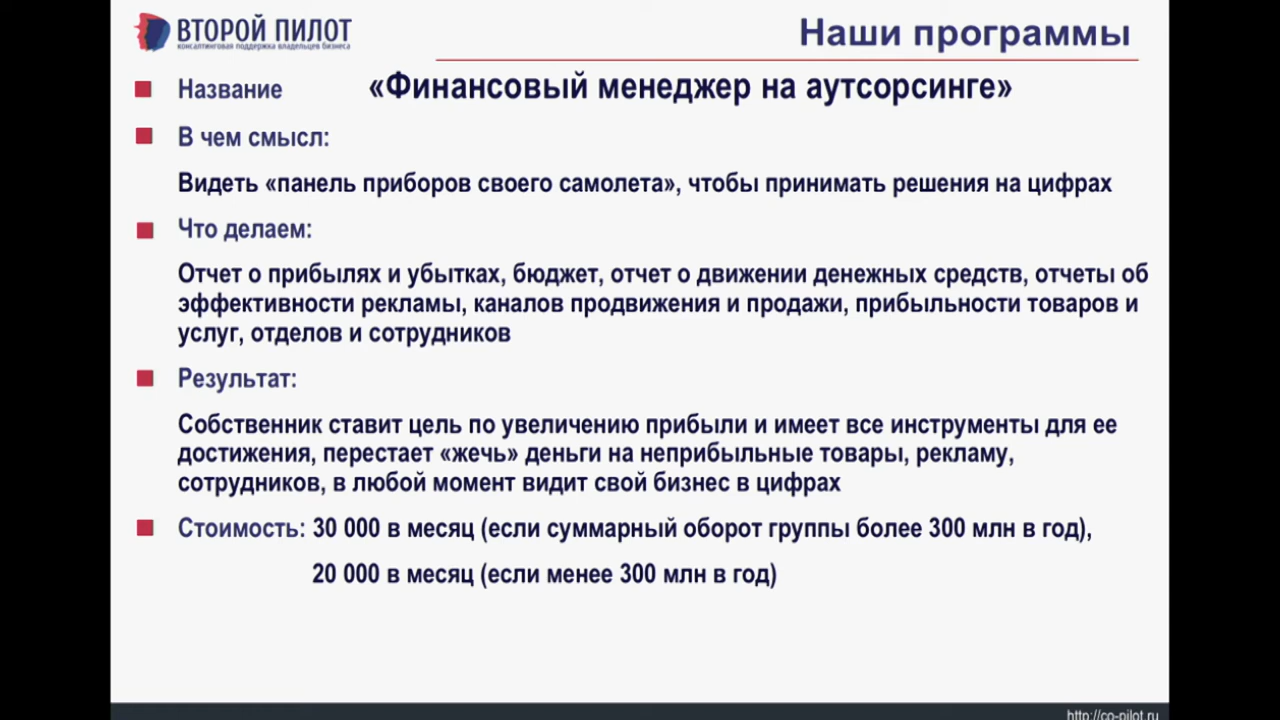 ВТОРОЙ ПИЛОТ
консалтинговая поддержка владельцев бизнеса
Наши программы
Название «Финансовый менеджер на аутсорсинге»
В чем смысл:
Видеть «панель приборов своего самолета», чтобы принимать решения на цифрах
Что делаем:
Отчет о прибылях и убытках, бюджет, отчет о движении денежных средств, отчеты об
эффективности рекламы, каналов продвижения и продажи, прибыльности товаров и
услуг, отделов и сотрудников
Результат:
Собственник ставит цель по увеличению прибыли и имеет все инструменты для ее
достижения, перестает «жечь» деньги на неприбыльные товары, рекламу,
сотрудников, в любой момент видит свой бизнес в цифрах
Стоимость: 30 000 в месяц (если суммарный оборот группы более 300 млн в год),
20 000 в месяц (если менее 300 млн в год)
http://co-pilot.ru